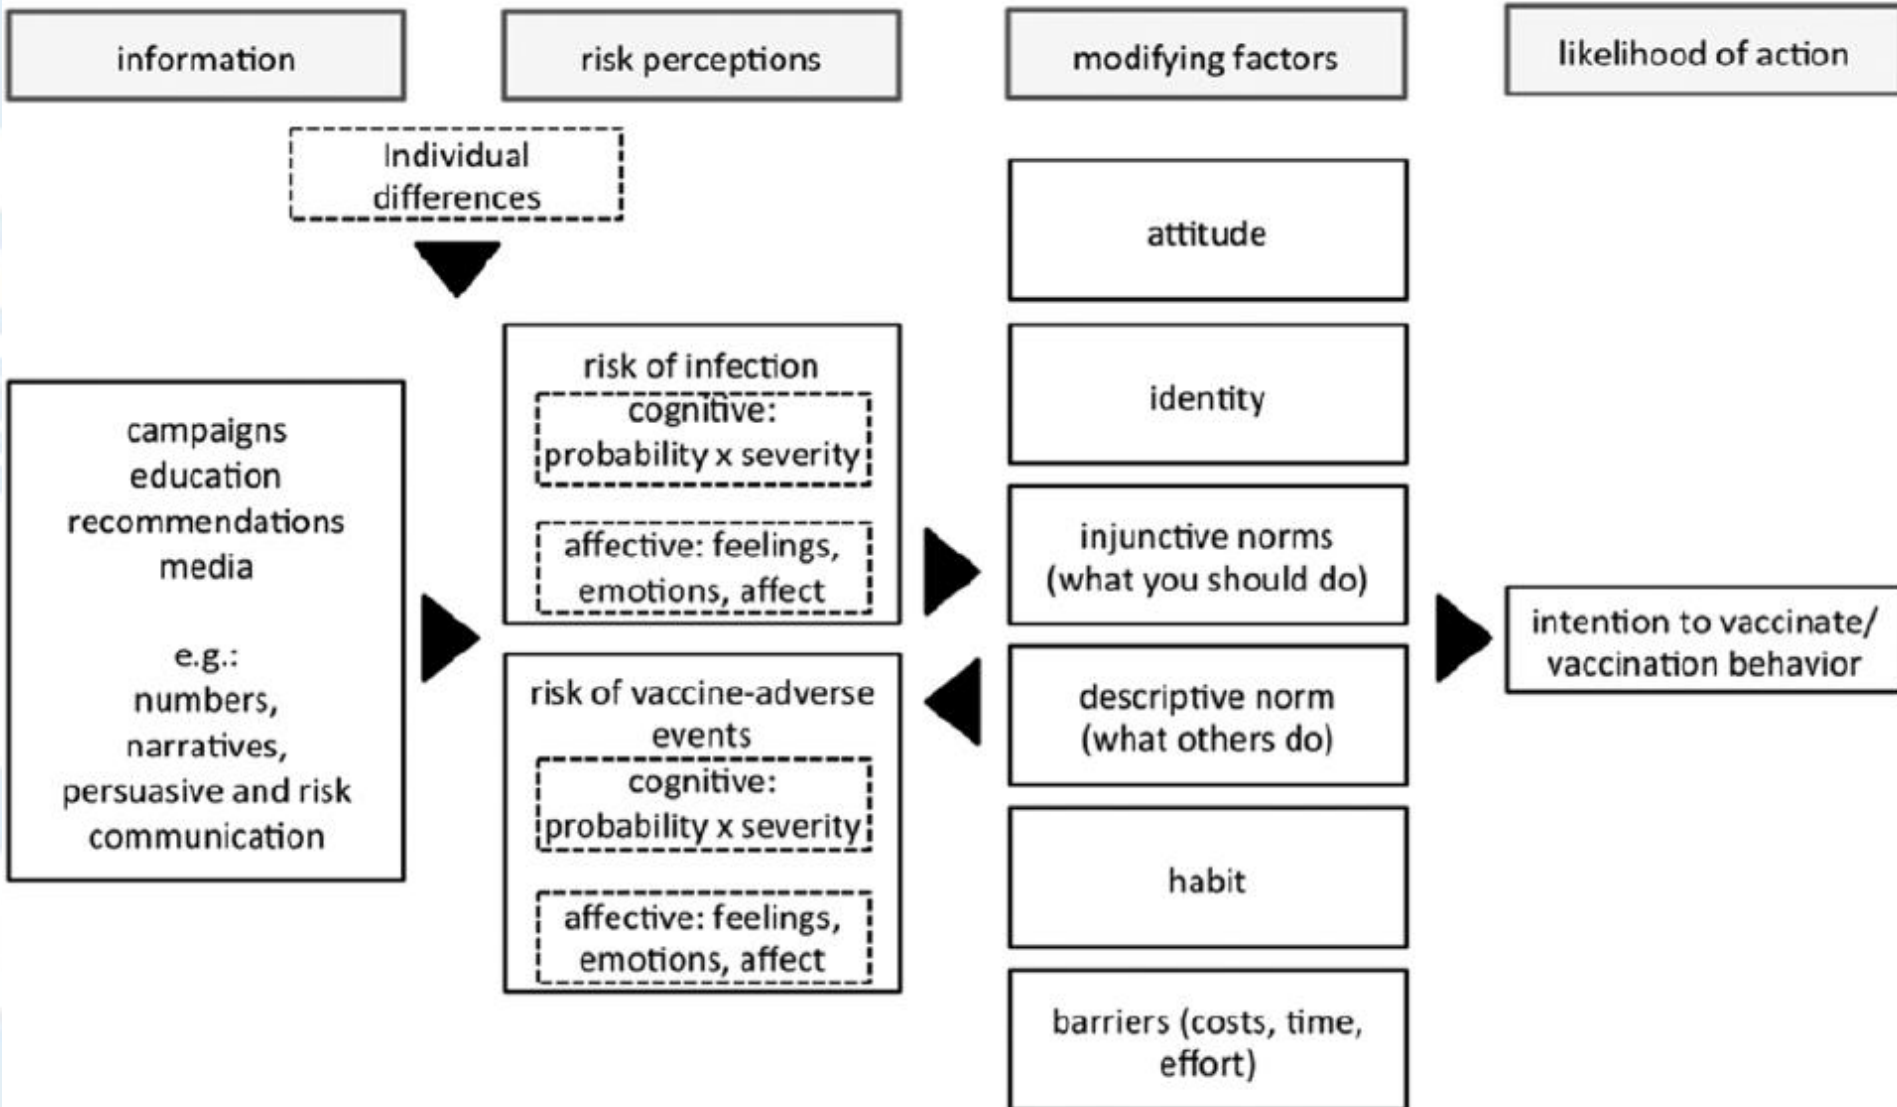 information
risk perceptions
modifying factors
likelihood of action
Individual
differences
campaigns
education
recommendations
media
e.g.:
numbers,
narratives,
persuasive and risk
communication
risk of infection
cognitive:
probability x severity
affective: feelings,
emotions, affect
risk of vaccine-adverse
events
cognitive:
probability x severity
affective: feelings,
emotions, affect
attitude
identity
injunctive norms
(what you should do)
descriptive norm
(what others do)
habit
barriers (costs, time,
effort)
intention to vaccinate/
vaccination behavior